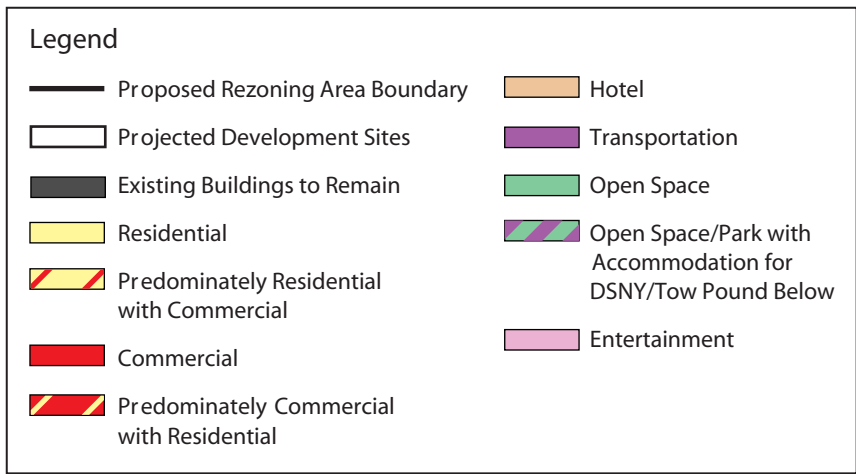 Legend
Proposed Rezoning Area Boundary
Projected Development Sites
Existing Buildings to Remain
Residential
Predominately Residential
with Commercial
Commercial
Predominately Commercial
with Residential
Hotel
Transportation
Open Space
Open Space/Park with
Accommodation for
DSNY/Tow Pound Below
Entertainment